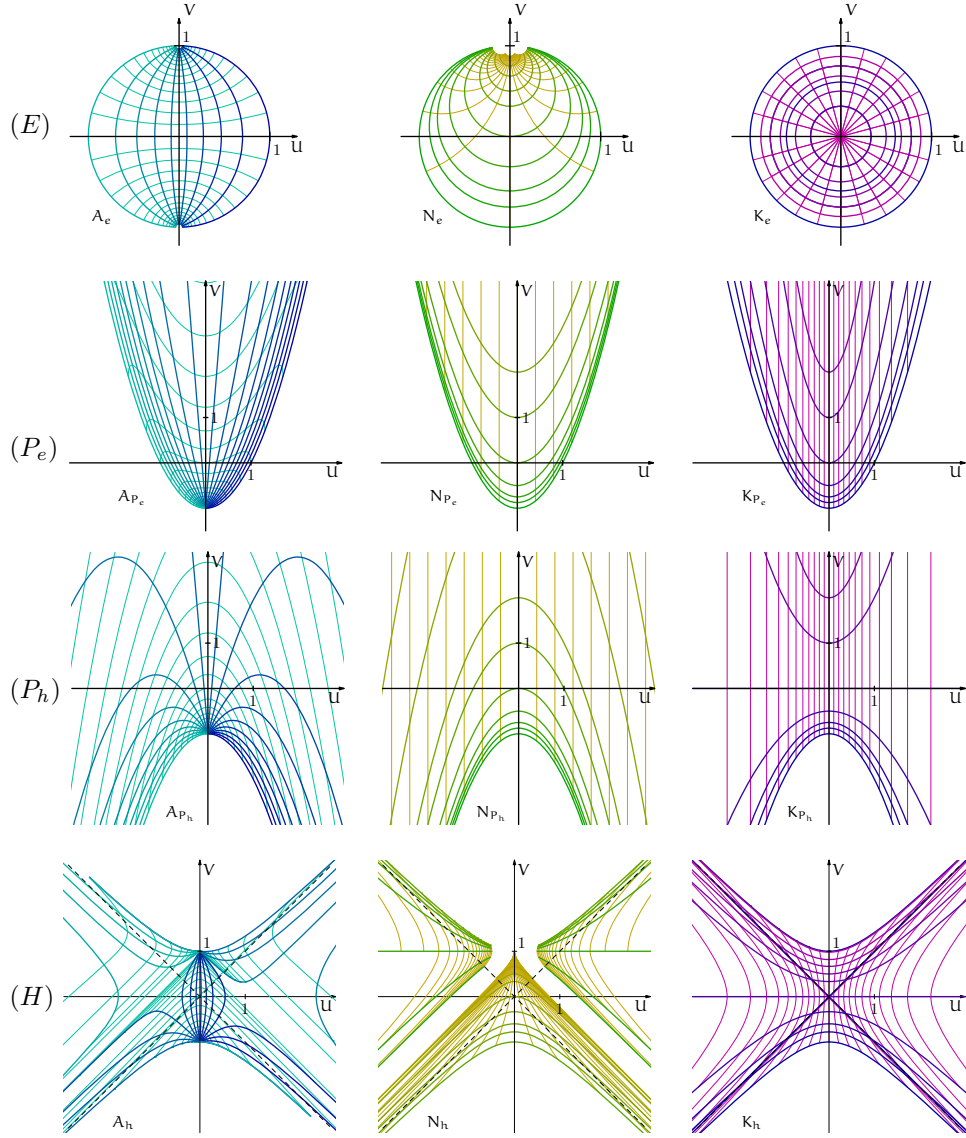 V V V
1 1 1
(E)
1 U 1 U 1 U
A_e N_e K_e
V V V
1 1 1
(P_e)
1 U 1 U 1 U
A_{P_e} N_{P_e} K_{P_e}
V V V
1 1 1
(P_h)
1 U 1 U 1 U
A_{P_h} N_{P_h} K_{P_h}
V V V
1 1 1
(H)
1 U 1 U 1 U
A_h N_h K_h